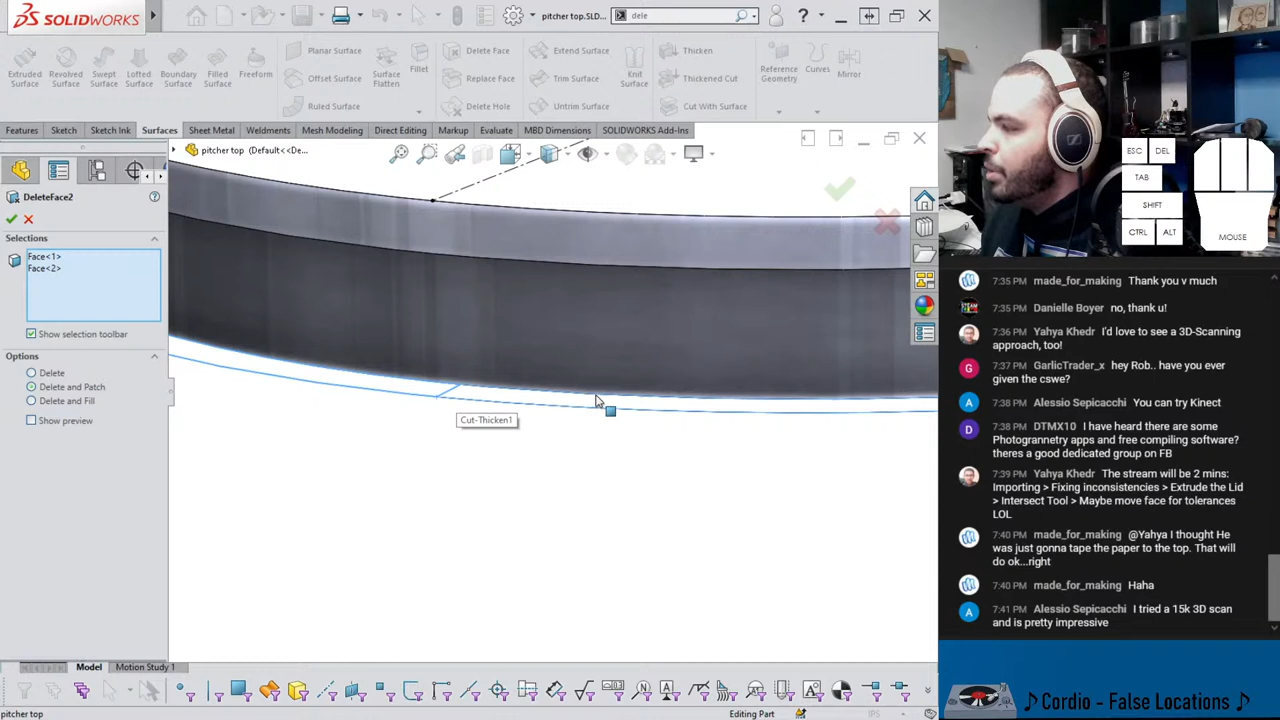 SOLIDWORKS
pitcher top.SLD...
dele
Extruded Surface
Revolved Surface
Swept Surface
Lofted Surface
Boundary Surface
Filled Surface
Freeform
Planar Surface
Offset Surface
Ruled Surface
Surface Flatten
Fillet
Delete Face
Replace Face
Delete Hole
Extend Surface
Trim Surface
Untrim Surface
Knit Surface
Thicken
Thickened Cut
Cut With Surface
Reference Geometry
Curves
Mirror
Features
Sketch
Sketch Ink
Surfaces
Sheet Metal
Weldments
Mesh Modeling
Direct Editing
Markup
Evaluate
MBD Dimensions
SOLIDWORKS Add-Ins
pitcher top (Default<<De...
DeleteFace2
Selections
Face<1>
Face<2>
Show selection toolbar
Options
Delete
Delete and Patch
Delete and Fill
Show preview
Cut-Thicken1
Model
Motion Study 1
pitcher top
Editing Part
IPS
ESC
DEL
TAB
SHIFT
CTRL
ALT
MOUSE
7:35 PM made_for_making Thank you v much
7:35 PM Danielle Boyer no, thank u!
7:36 PM Yahya Khedr I'd love to see a 3D-Scanning
approach, too!
7:37 PM GarlicTrader_x hey Rob.. have you ever
given the cswe?
7:38 PM Alessio Sepicacchi You can try Kinect
7:38 PM DTMX10 I have heard there are some
Photogrannetry apps and free compiling software?
theres a good dedicated group on FB
7:39 PM Yahya Khedr The stream will be 2 mins:
Importing > Fixing inconsistencies > Extrude the Lid
> Intersect Tool > Maybe move face for tolerances
LOL
7:40 PM made_for_making @Yahya I thought He
was just gonna tape the paper to the top. That will
do ok...right
7:40 PM made_for_making Haha
7:41 PM Alessio Sepicacchi I tried a 15k 3D scan
and is pretty impressive
♪ Cordio - False Locations ♪